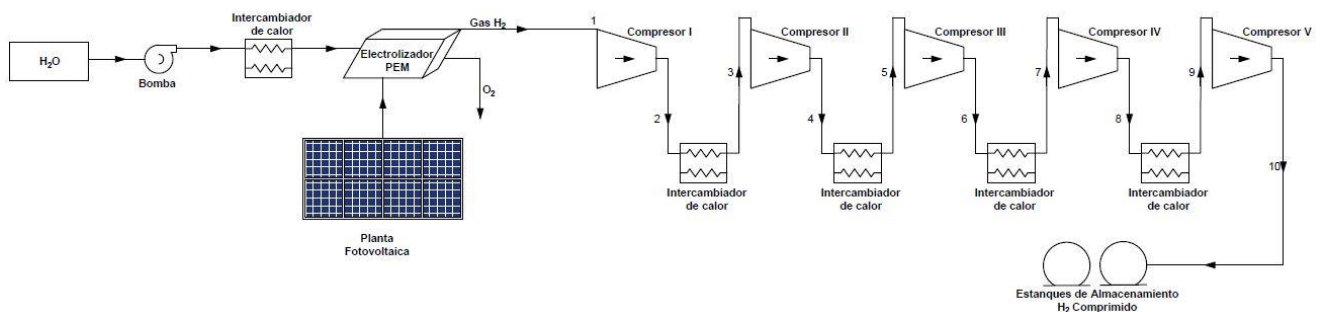 H₂O
Bomba
Intercambiador
de calor
Electrolizador
PEM
Gas H₂
O₂
Planta
Fotovoltaica
1
Compresor I
2
Intercambiador
de calor
3
Compresor II
4
Intercambiador
de calor
5
Compresor III
6
Intercambiador
de calor
7
Compresor IV
8
Intercambiador
de calor
9
Compresor V
10
Estanques de Almacenamiento
H₂ Comprimido